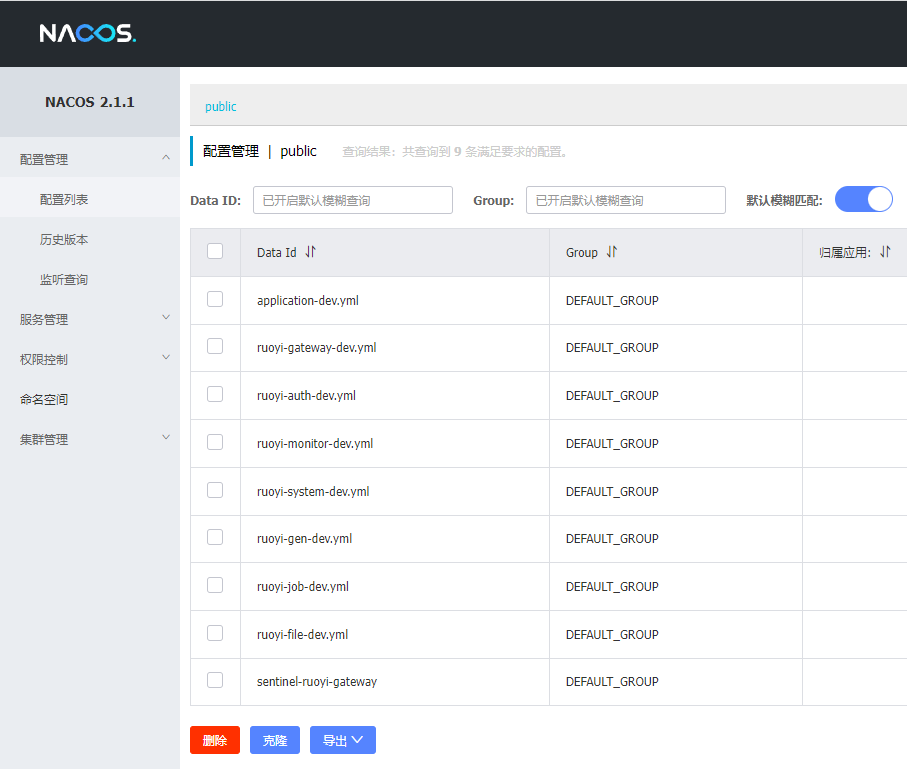 NACOS.
NACOS 2.1.1
配置管理
配置列表
历史版本
监听查询
服务管理
权限控制
命名空间
集群管理
public
配置管理 | public 查询结果：共查询到 9 条满足要求的配置。
Data ID: 已开启默认模糊查询 Group: 已开启默认模糊查询 默认模糊匹配:
Data Id Group 归属应用:
application-dev.yml DEFAULT_GROUP
ruoyi-gateway-dev.yml DEFAULT_GROUP
ruoyi-auth-dev.yml DEFAULT_GROUP
ruoyi-monitor-dev.yml DEFAULT_GROUP
ruoyi-system-dev.yml DEFAULT_GROUP
ruoyi-gen-dev.yml DEFAULT_GROUP
ruoyi-job-dev.yml DEFAULT_GROUP
ruoyi-file-dev.yml DEFAULT_GROUP
sentinel-ruoyi-gateway DEFAULT_GROUP
删除 克隆 导出